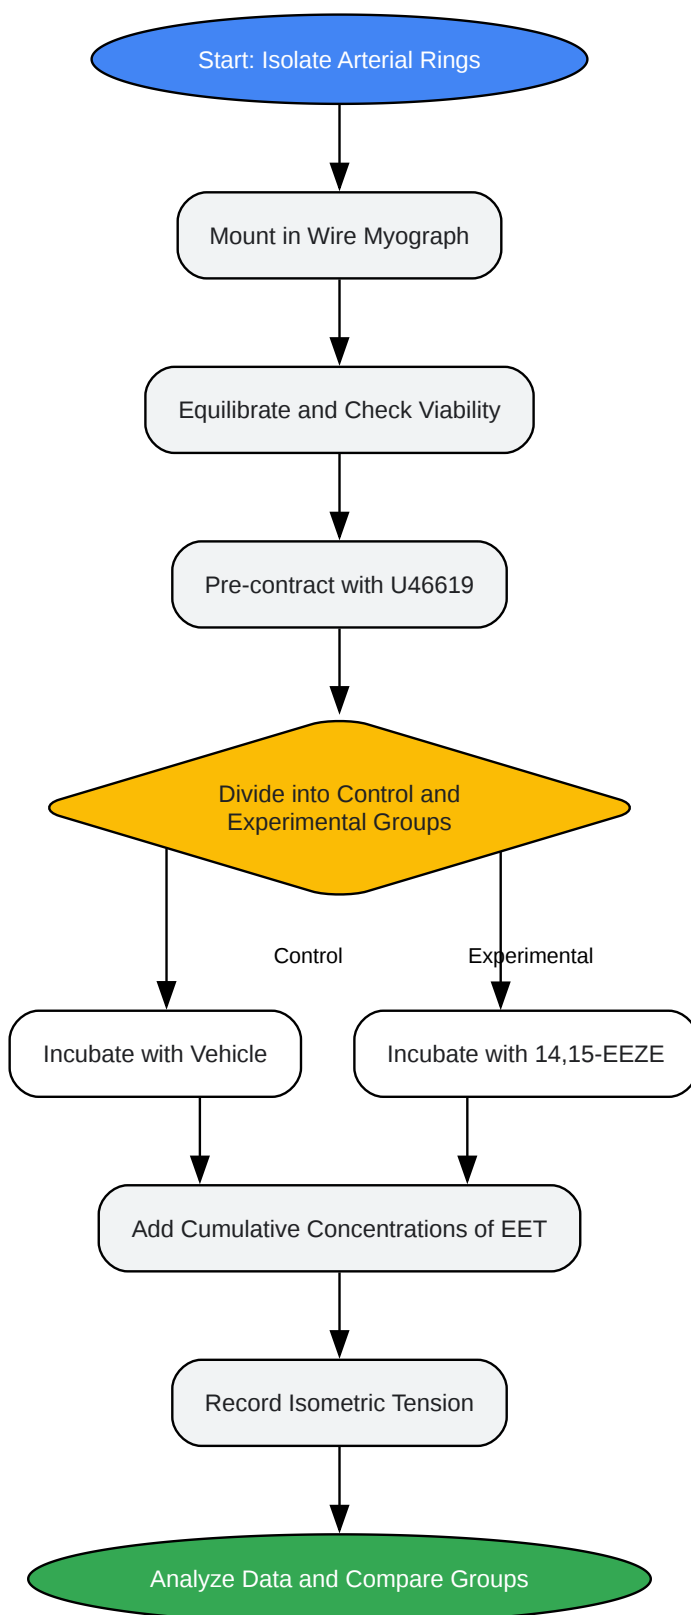 Start: Isolate Arterial Rings
Mount in Wire Myograph
Equilibrate and Check Viability
Pre-contract with U46619
Divide into Control and
Experimental Groups
Control
Experimental
Incubate with Vehicle
Incubate with 14,15-EEZE
Add Cumulative Concentrations of EET
Record Isometric Tension
Analyze Data and Compare Groups